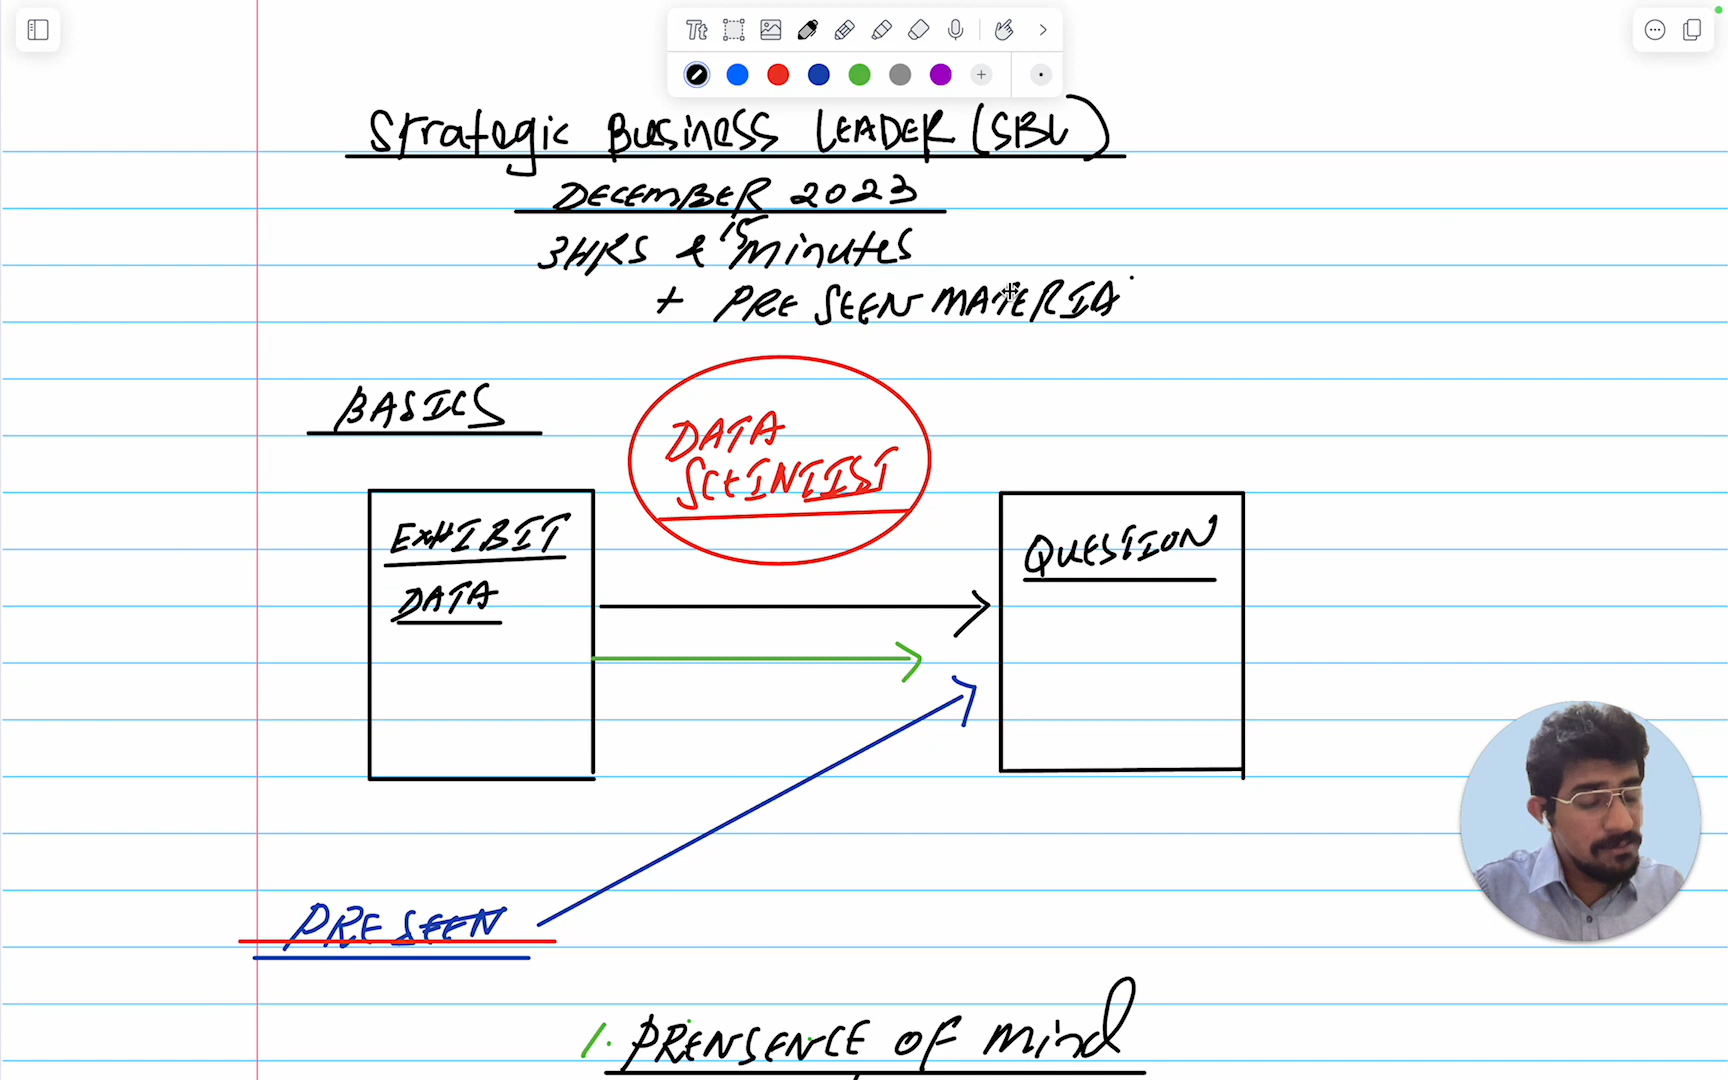 Tt
Strategic Business LEADER (SBL)
DECEMBER 2023
3HRS & 15 minutes
+ PRE SEEN MATERIA
BASICS
DATA
SCEINTIST
EXHIBIT
DATA
QUESTION
PRE SEEN
1. PRENSENCE OF mind